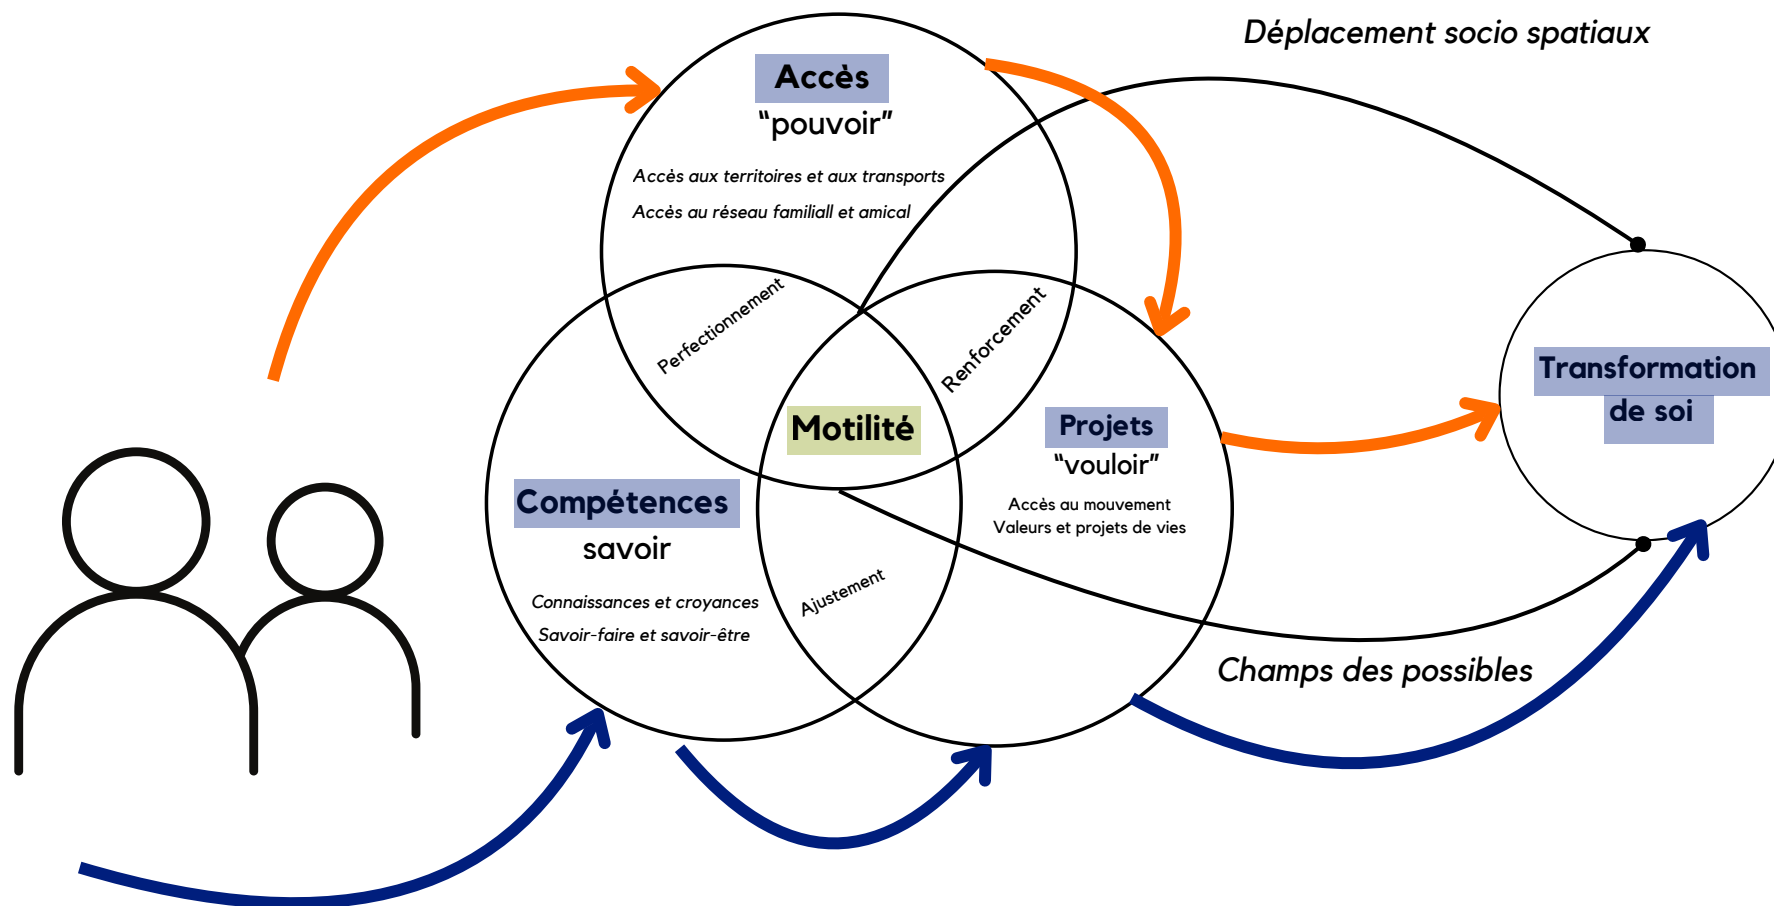 Déplacement socio spatiaux
Accès
“pouvoir”
Accès aux territoires et aux transports
Accès au réseau familiall et amical
Perfectionnement
Renforcement
Motilité
Projets
“vouloir”
Accès au mouvement
Valeurs et projets de vies
Transformation
de soi
Compétences
savoir
Connaissances et croyances
Savoir-faire et savoir-être
Ajustement
Champs des possibles